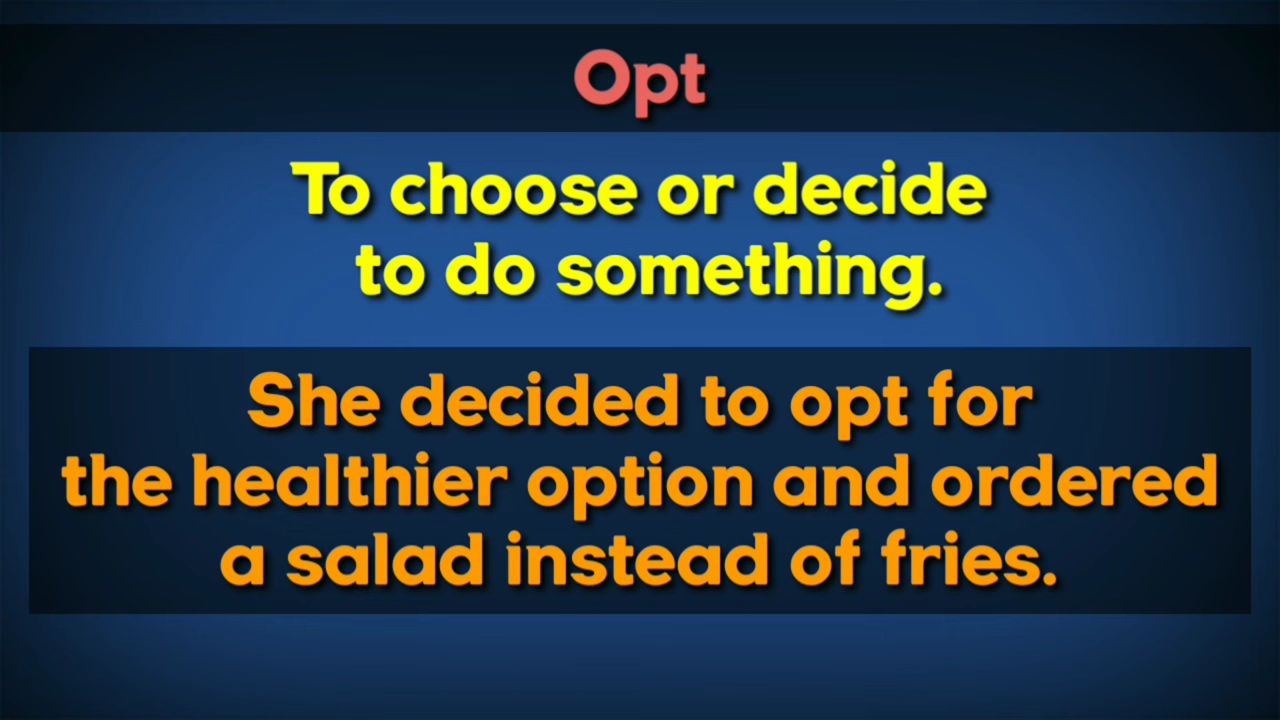 Opt
To choose or decide
to do something.
She decided to opt for
the healthier option and ordered
a salad instead of fries.